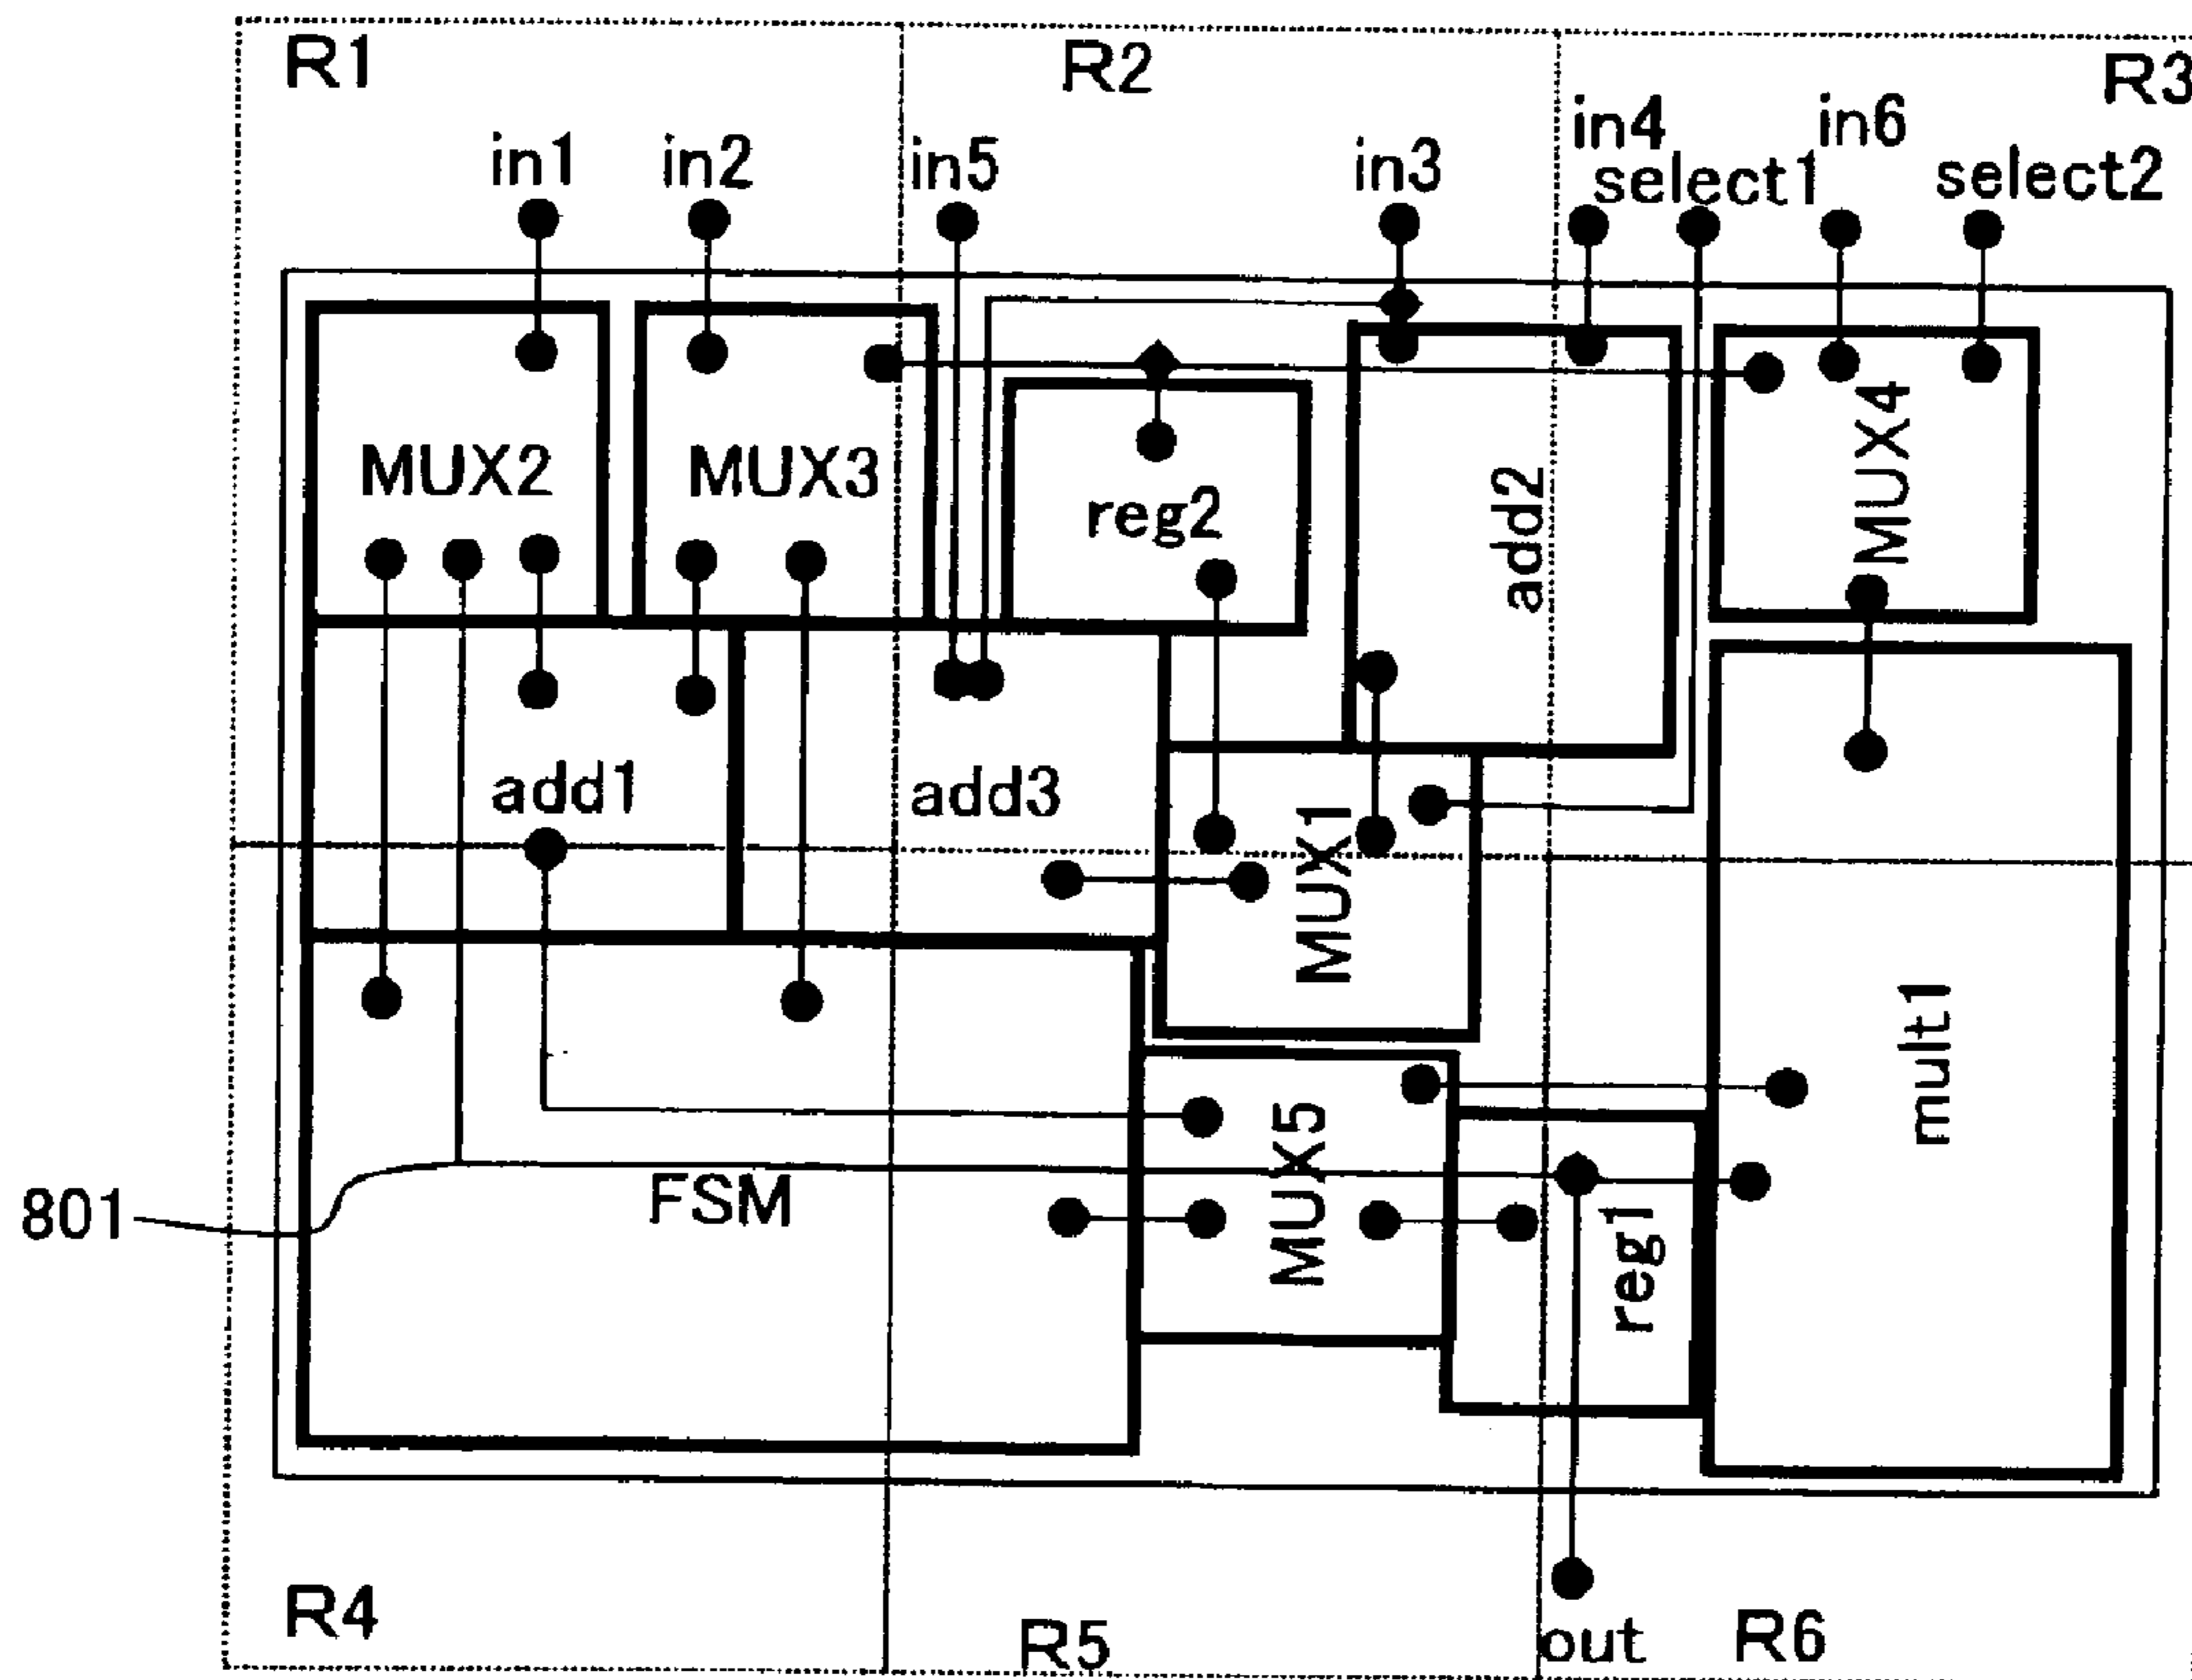 R1
R2
R3
in1
in2
in5
in3
in4
in6
select1
select2
MUX2
MUX3
reg2
add2
MUX4
add1
add3
MUX1
mult1
801
FSM
MUX5
reg1
R4
R5
out
R6